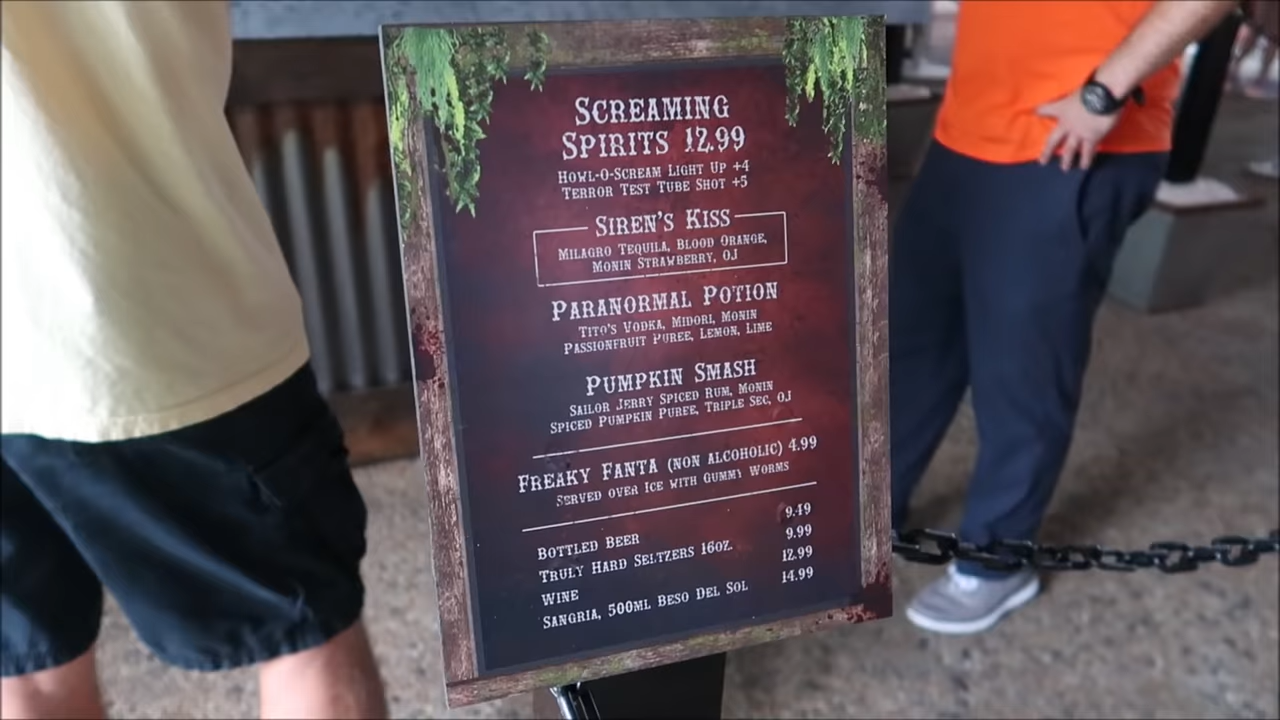 Screaming
Spirits 12.99
Howl-O-Scream Light Up +4
Terror Test Tube Shot +5
Siren's Kiss
Milagro Tequila, Blood Orange,
Monin Strawberry, OJ
Paranormal Potion
Tito's Vodka, Midori, Monin
Passionfruit Puree, Lemon, Lime
Pumpkin Smash
Sailor Jerry Spiced Rum, Monin
Spiced Pumpkin Puree, Triple Sec, OJ
Freaky Fanta (non alcoholic) 4.99
Served over Ice with Gummy Worms
Bottled Beer 9.49
Truly Hard Seltzers 16oz. 9.99
Wine 12.99
Sangria, 500ml Beso Del Sol 14.99